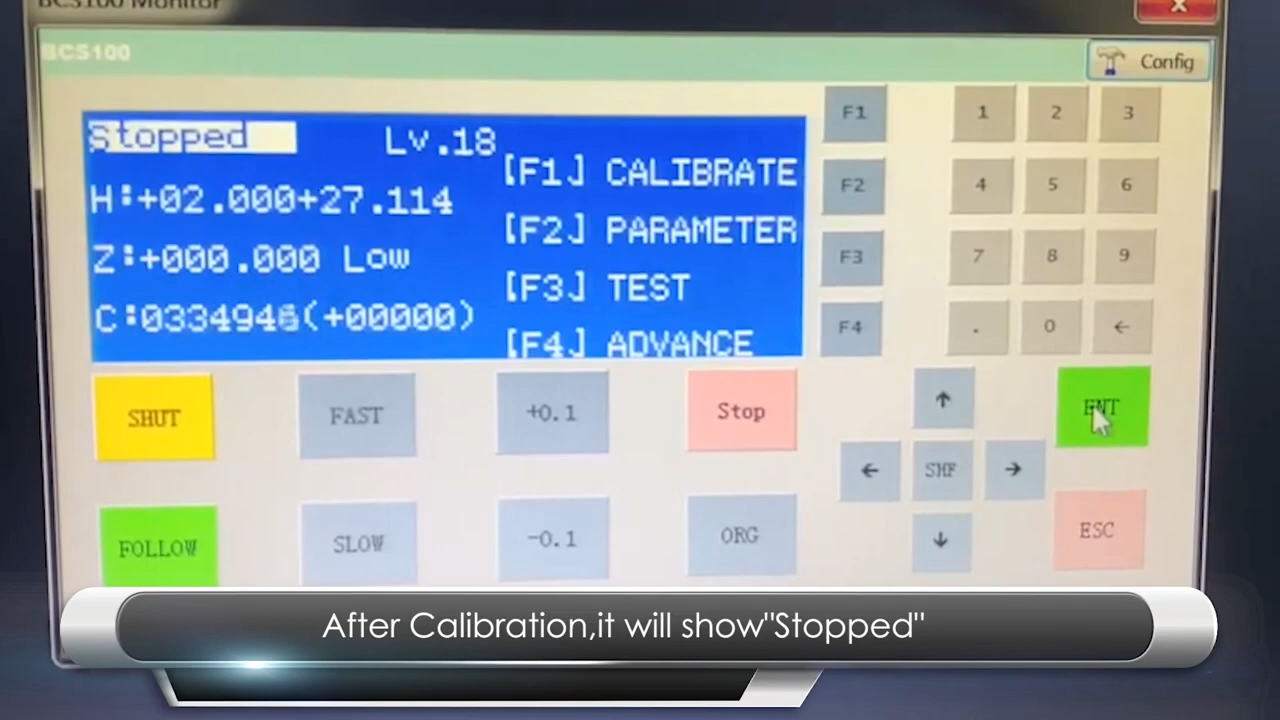 BCS100 Monitor
X
BCS100
Config
Stopped
Lv.18
H:+02.000+27.114
Z:+000.000 Low
C:0334946(+00000)
[F1] CALIBRATE
[F2] PARAMETER
[F3] TEST
[F4] ADVANCE
F1
1
2
3
F2
4
5
6
F3
7
8
9
F4
.
0
←
SHUT
FAST
+0.1
Stop
↑
ENT
←
SHF
→
FOLLOW
SLOW
-0.1
ORG
↓
ESC
After Calibration,it will show"Stopped"